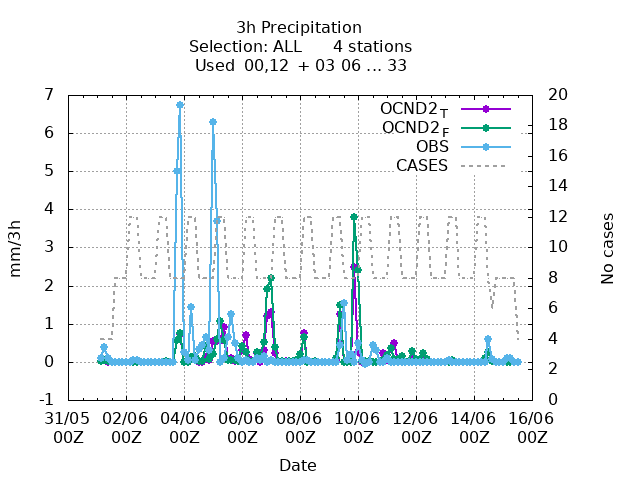 3h Precipitation
Selection: ALL 4 stations
Used 00,12 + 03 06 ... 33
7 20
6 18
5 16
4 14
3 12
2 10
1 8
0 6
-1 4
2
0
OCND2T
OCND2F
OBS
CASES
mm/3h
No cases
31/05 02/06 04/06 06/06 08/06 10/06 12/06 14/06 16/06
00Z 00Z 00Z 00Z 00Z 00Z 00Z 00Z 00Z
Date